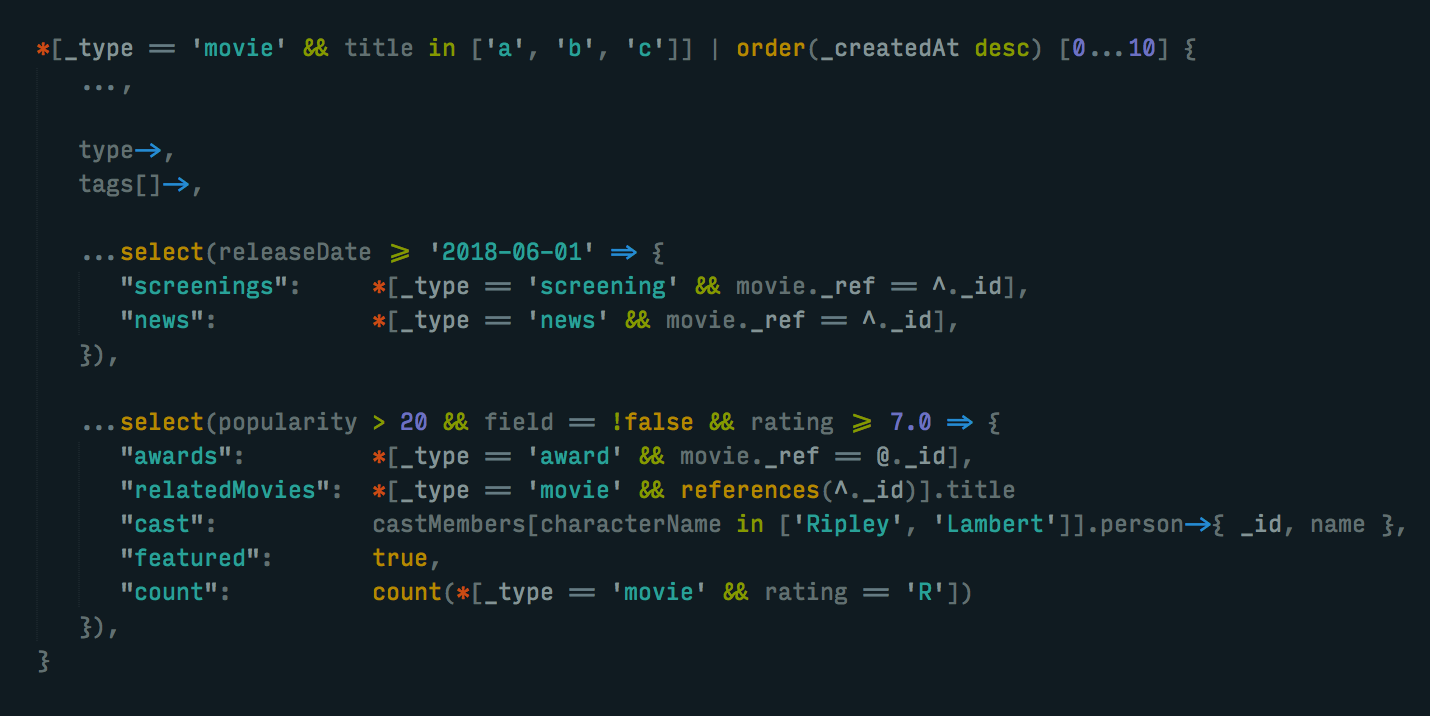 *[_type == 'movie' && title in ['a', 'b', 'c']] | order(_createdAt desc) [0...10] {
...,
type->,
tags[]->,
...select(releaseDate >= '2018-06-01' => {
"screenings": *[_type == 'screening' && movie._ref == ^._id],
"news": *[_type == 'news' && movie._ref == ^._id],
}),
...select(popularity > 20 && field == !false && rating >= 7.0 => {
"awards": *[_type == 'award' && movie._ref == @._id],
"relatedMovies": *[_type == 'movie' && references(^._id)].title
"cast": castMembers[characterName in ['Ripley', 'Lambert']].person->{ _id, name },
"featured": true,
"count": count(*[_type == 'movie' && rating == 'R'])
}),
}